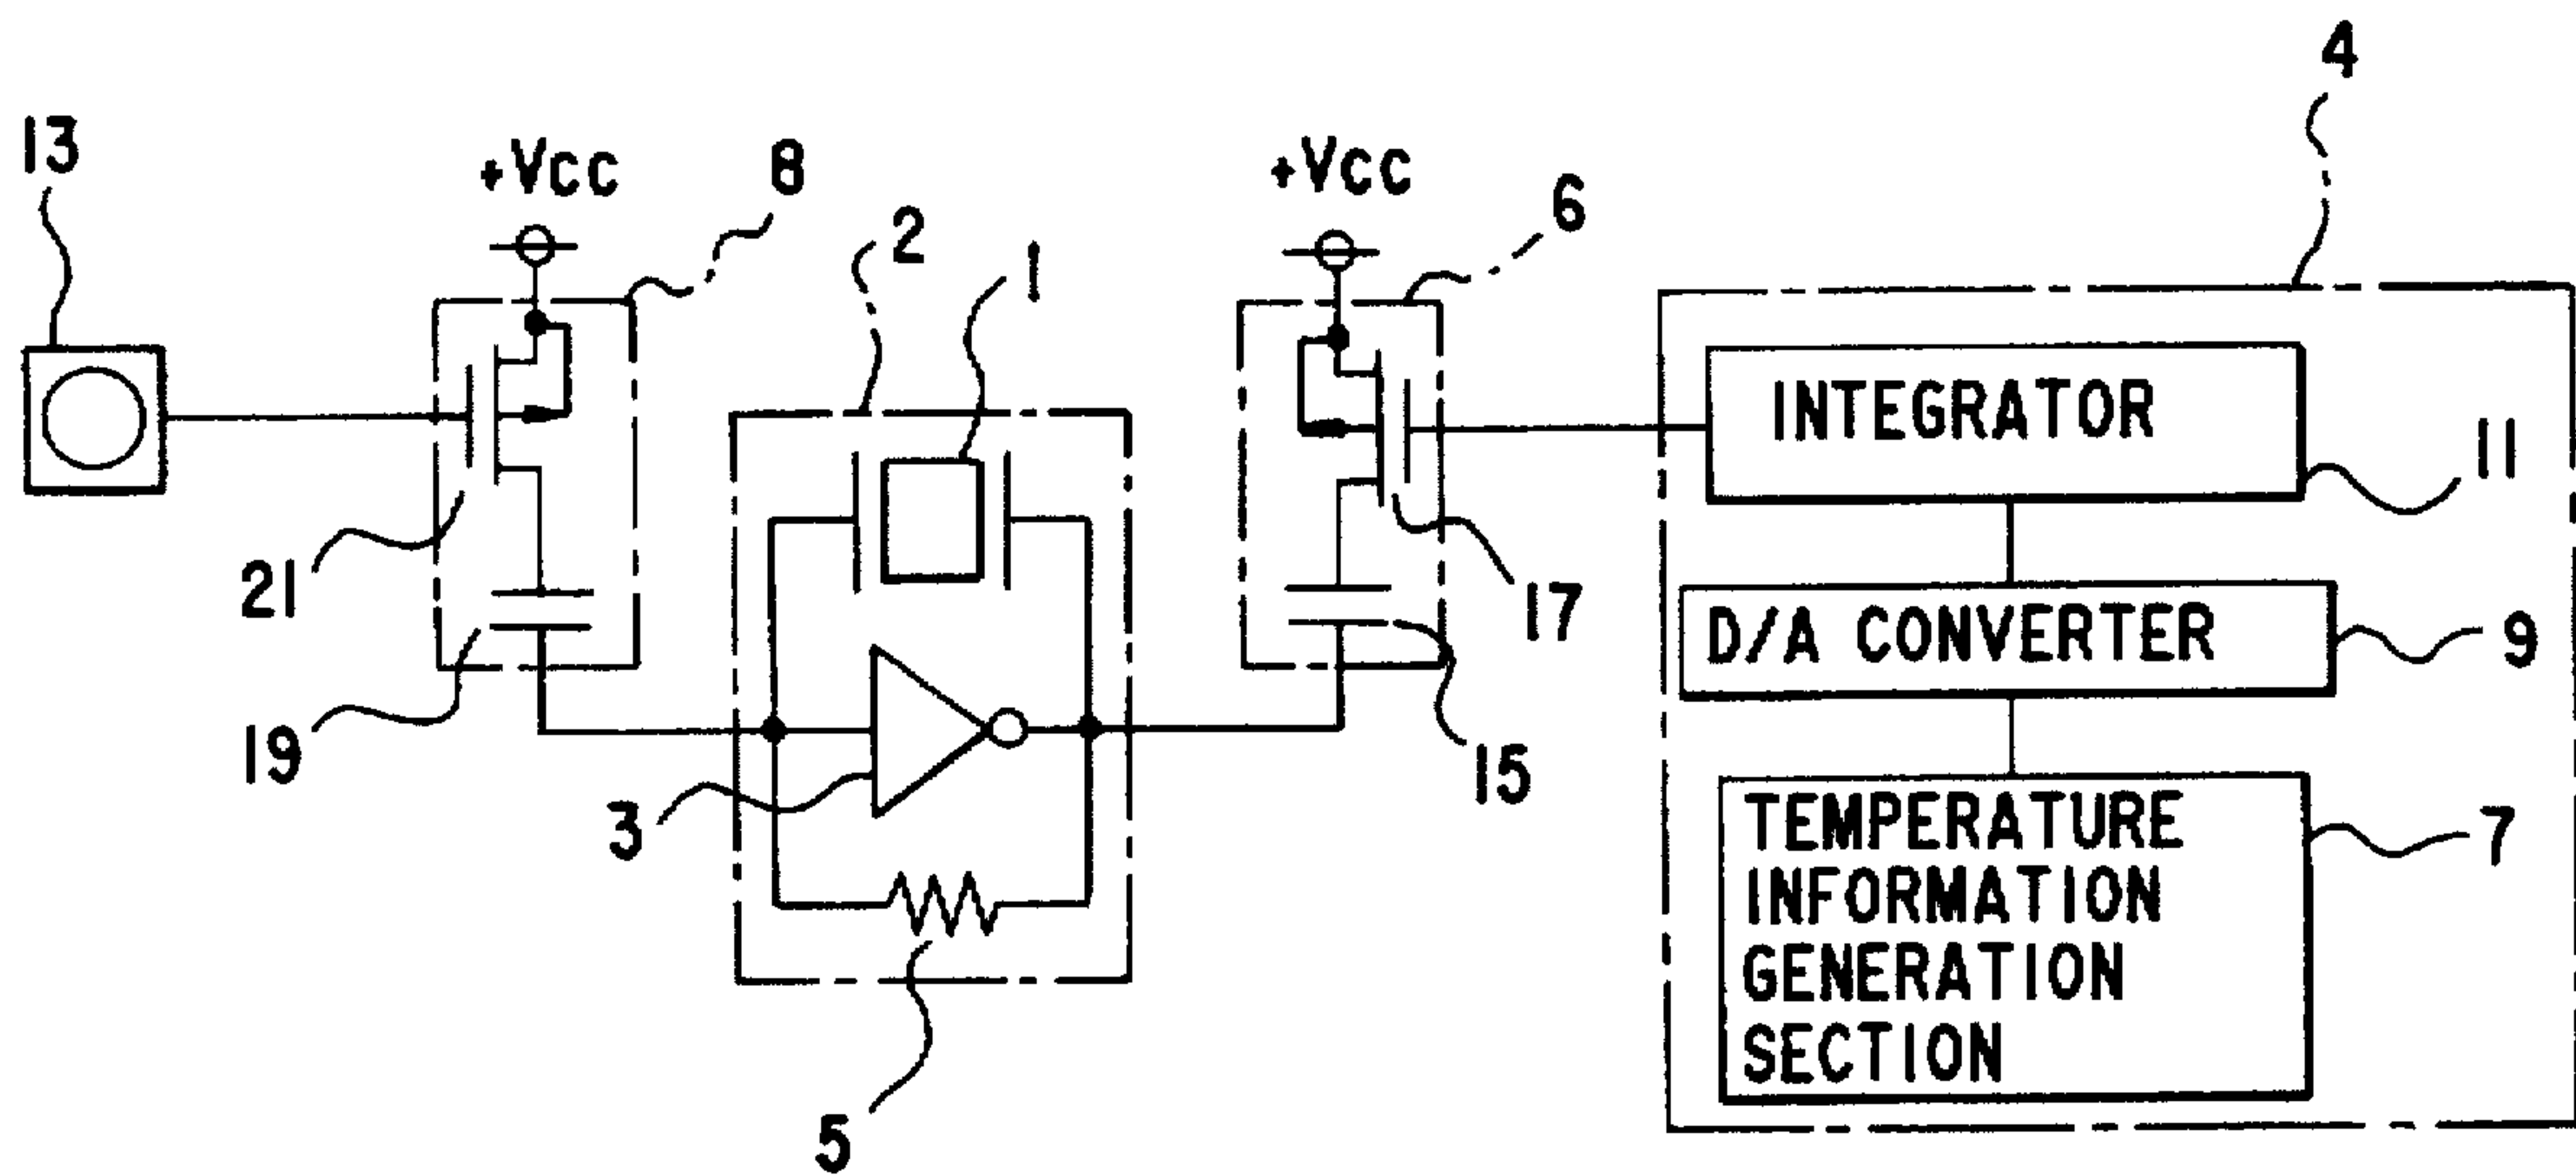 4
13
+Vcc
8
2
1
+Vcc
6
INTEGRATOR
11
21
17
D/A CONVERTER
9
19
3
15
TEMPERATURE
INFORMATION
GENERATION
SECTION
7
5